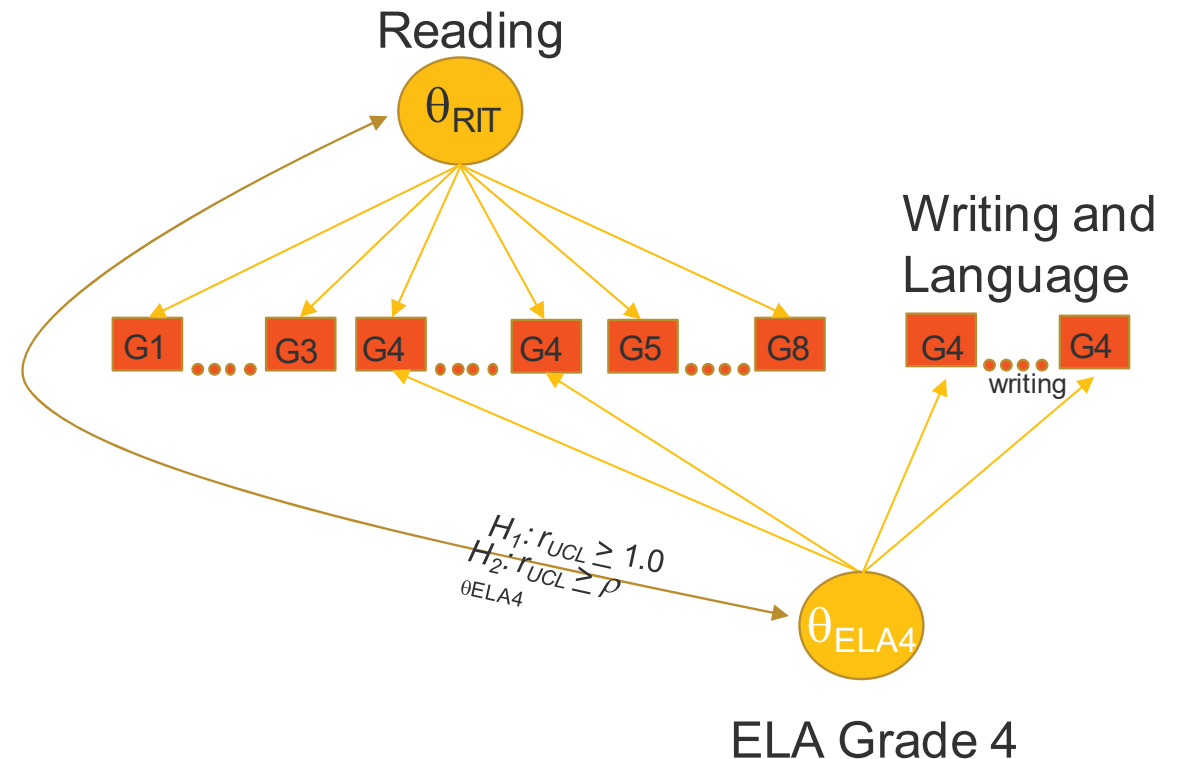 Reading
θRIT
Writing and
Language
G1
G3
G4
G4
G5
G8
G4
G4
writing
H1: rUCL ≥ 1.0
H2: rUCL ≥ ρ
θELA4
θELA4
ELA Grade 4